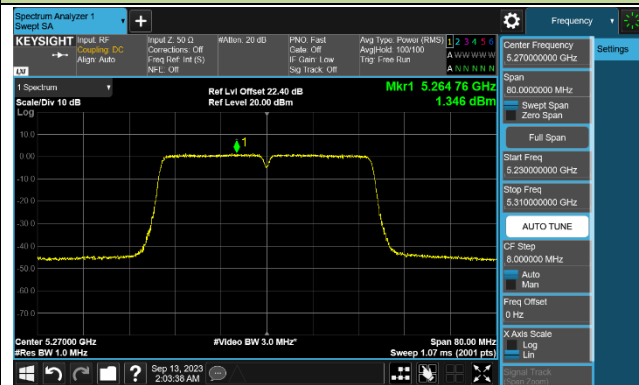 Spectrum Analyzer 1
Swept SA
Frequency
KEYSIGHT
Input: RF
Coupling: DC
Align: Auto
Input Z: 50 Ω
Corrections: Off
Freq Ref: Int (S)
NFE: Off
#Atten: 20 dB
PNO: Fast
Gate: Off
IF Gain: Low
Sig Track: Off
Avg Type: Power (RMS)
Avg|Hold: 100/100
Trig: Free Run
1 2 3 4 5 6
A W W W W W
A N N N N N
LXI
1 Spectrum
Scale/Div 10 dB
Log
Ref Lvl Offset 22.40 dB
Ref Level 20.00 dBm
Mkr1 5.264 76 GHz
1.346 dBm
1
10.0
0.00
-10.0
-20.0
-30.0
-40.0
-50.0
-60.0
-70.0
Center 5.27000 GHz
#Res BW 1.0 MHz
#Video BW 3.0 MHz*
Span 80.00 MHz
Sweep 1.07 ms (2001 pts)
Sep 13, 2023
2:03:38 AM
Center Frequency
5.270000000 GHz
Span
80.0000000 MHz
Swept Span
Zero Span
Full Span
Start Freq
5.230000000 GHz
Stop Freq
5.310000000 GHz
AUTO TUNE
CF Step
8.000000 MHz
Auto
Man
Freq Offset
0 Hz
X Axis Scale
Log
Lin
Signal Track
(Span Zoom)
Settings